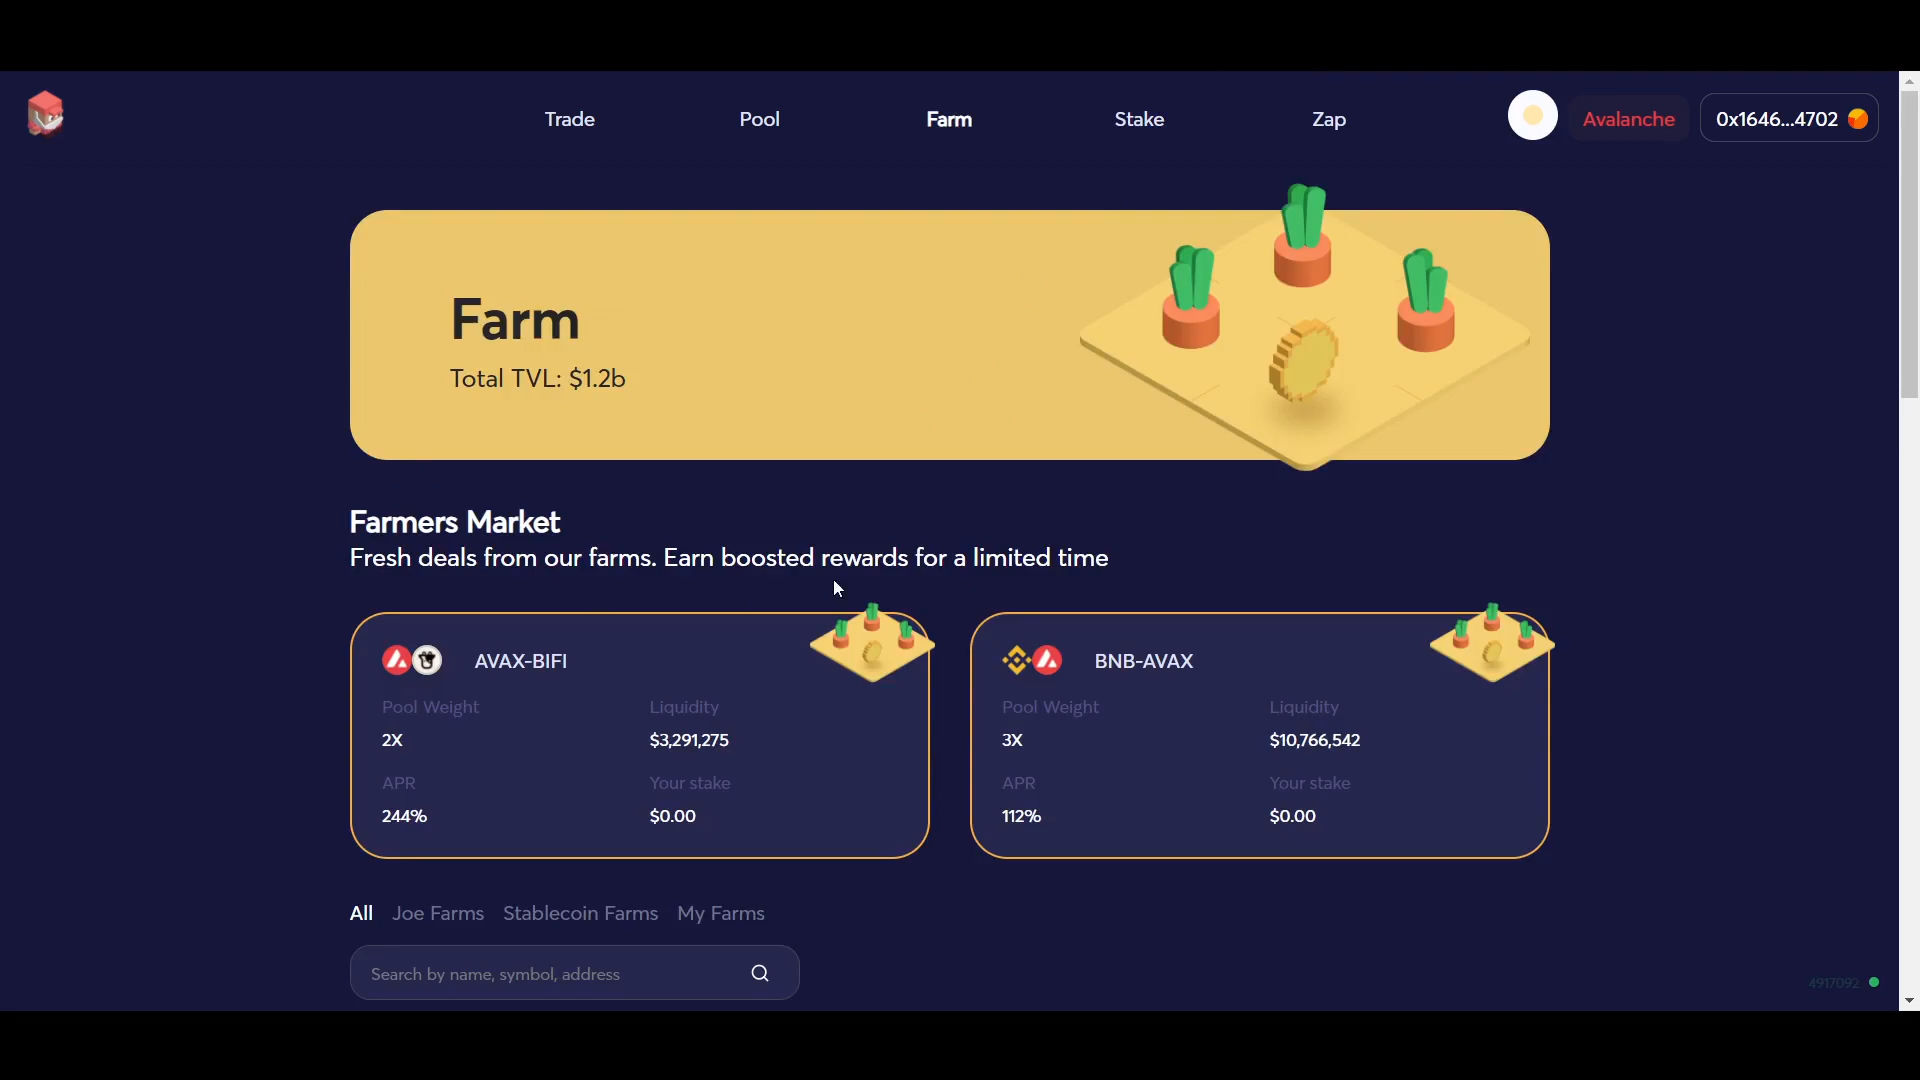 Trade Pool Farm Stake Zap Avalanche 0x1646...4702
Farm
Total TVL: $1.2b
Farmers Market
Fresh deals from our farms. Earn boosted rewards for a limited time
AVAX-BIFI
Pool Weight Liquidity
2X $3,291,275
APR Your stake
244% $0.00
BNB-AVAX
Pool Weight Liquidity
3X $10,766,542
APR Your stake
112% $0.00
All Joe Farms Stablecoin Farms My Farms
Search by name, symbol, address
4917092